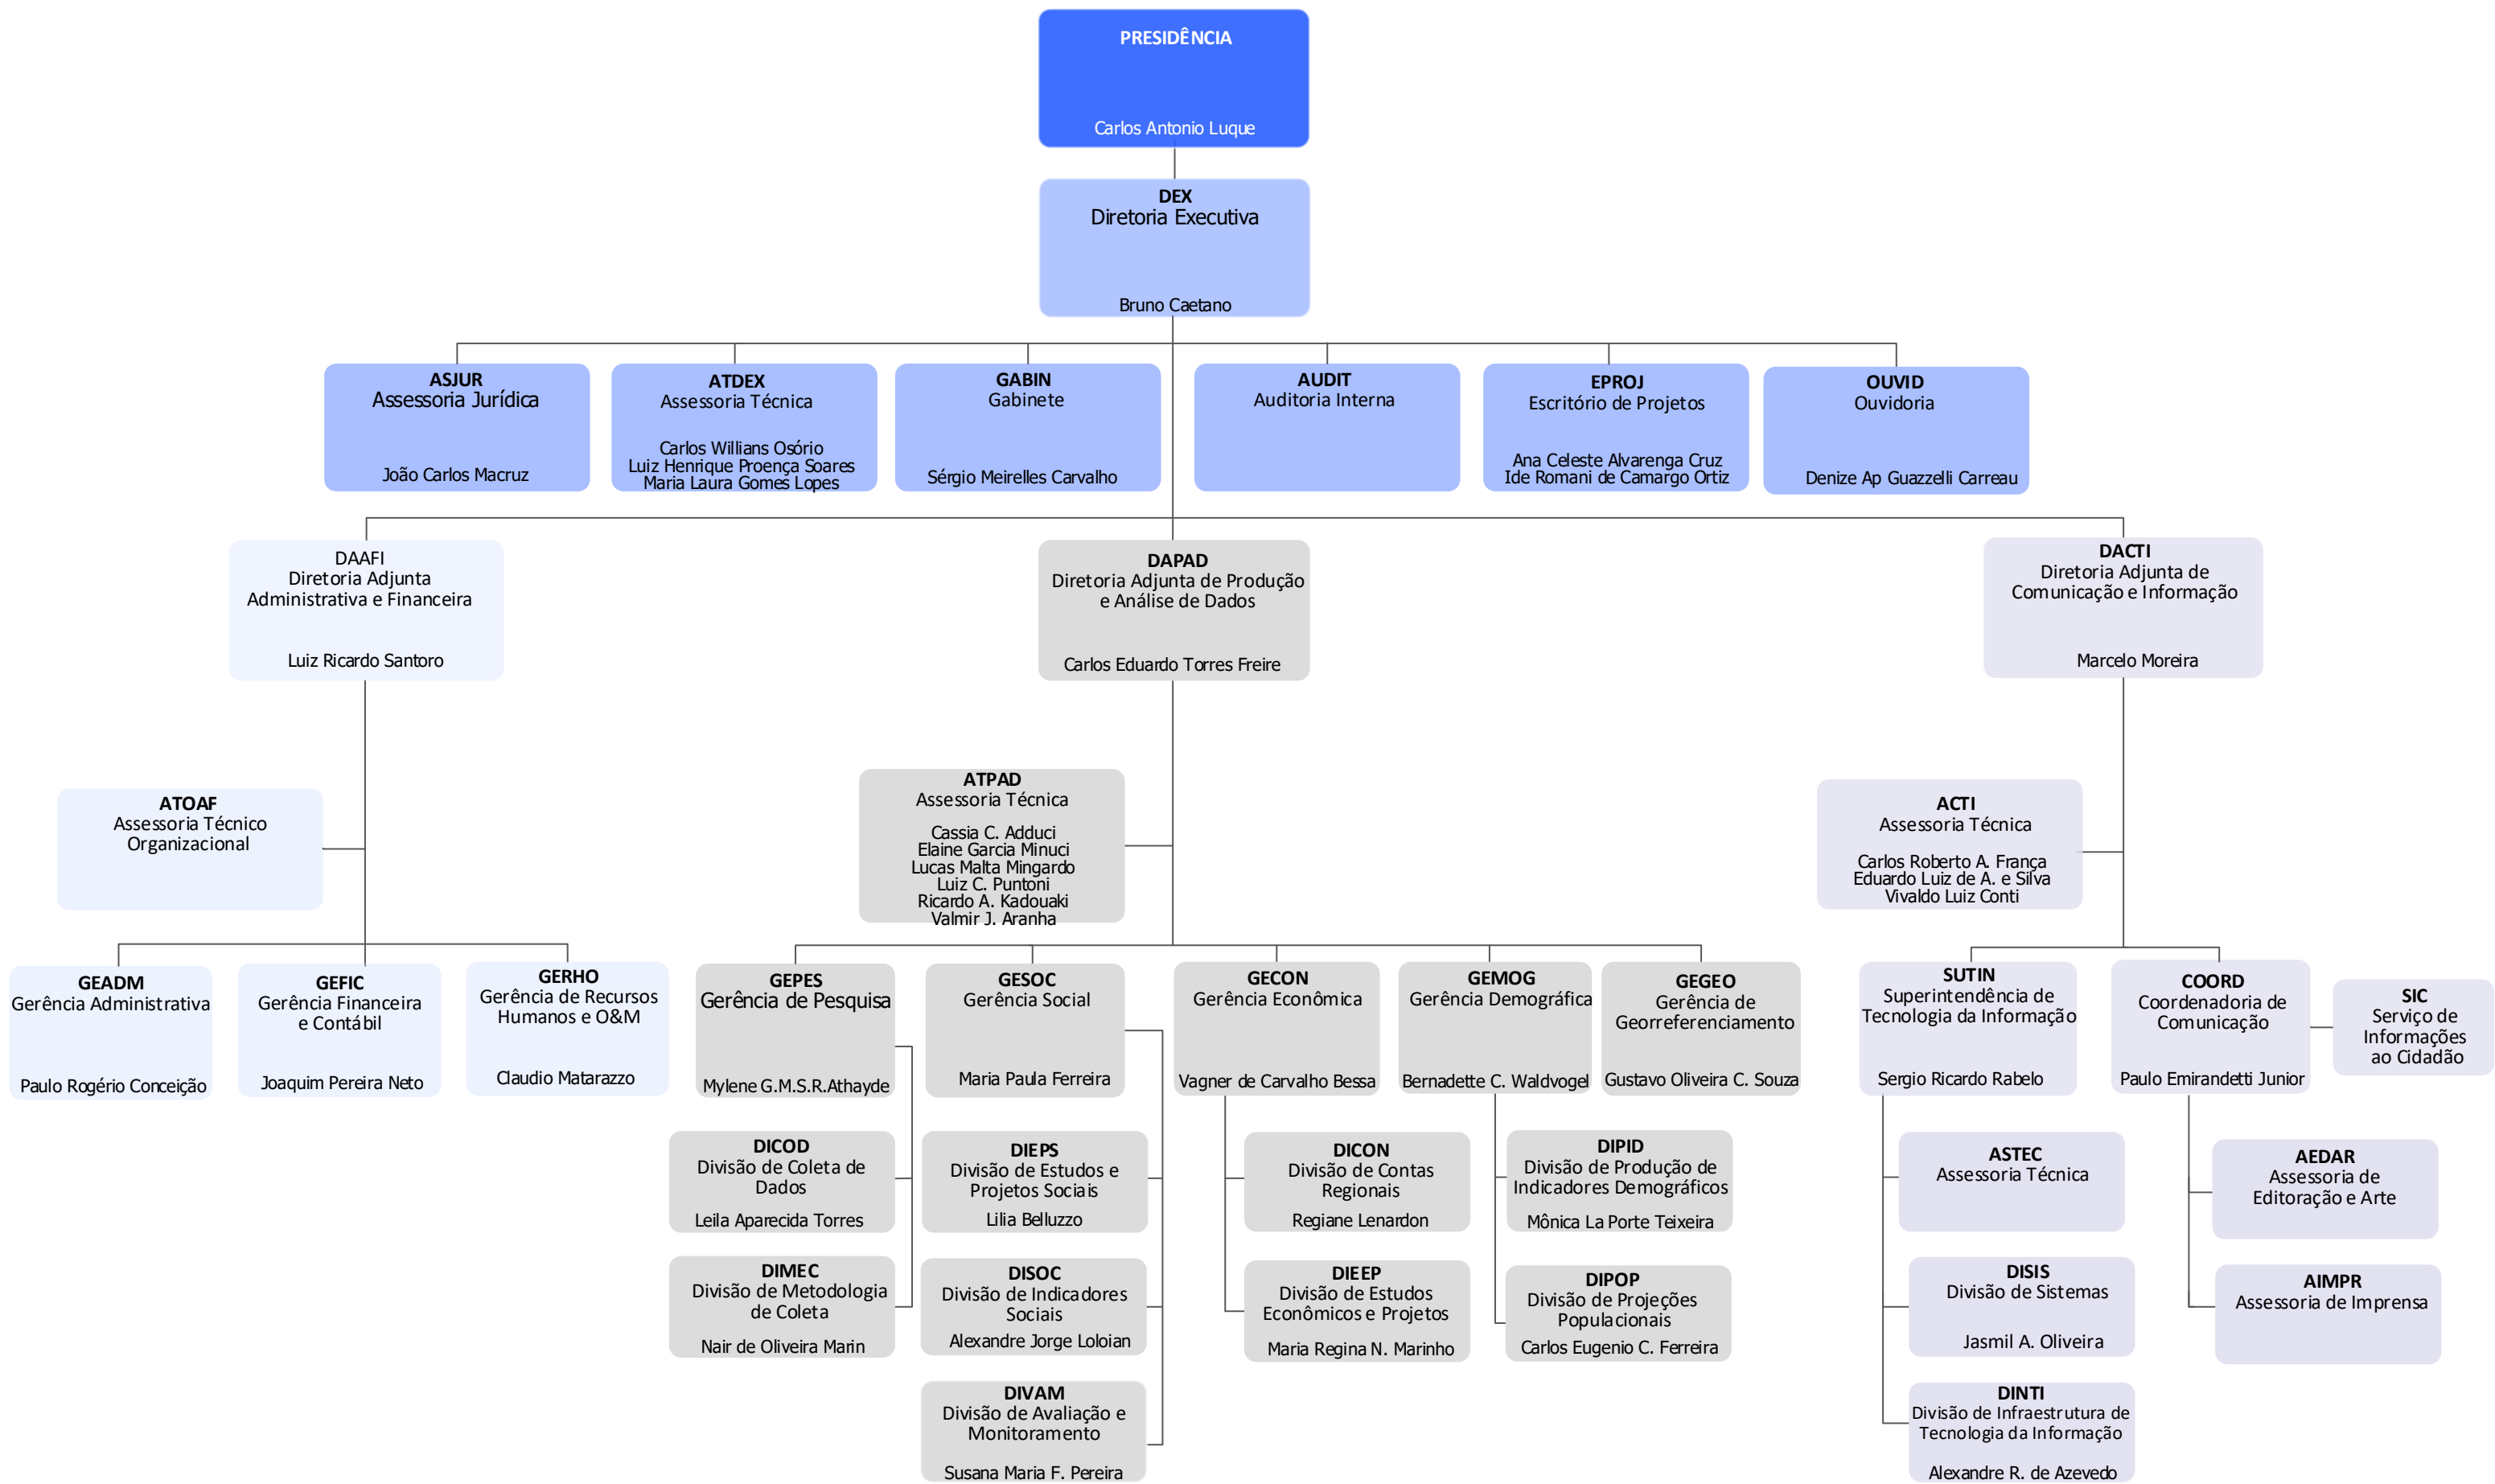 PRESIDÊNCIA
Carlos Antonio Luque
DEX
Diretoria Executiva
Bruno Caetano
ASJUR
Assessoria Jurídica
João Carlos Macruz
ATDEX
Assessoria Técnica
Carlos Willians Osório
Luiz Henrique Proença Soares
Maria Laura Gomes Lopes
GABIN
Gabinete
Sérgio Meirelles Carvalho
AUDIT
Auditoria Interna
EPROJ
Escritório de Projetos
Ana Celeste Alvarenga Cruz
Ide Romani de Camargo Ortiz
OUVID
Ouvidoria
Denize Ap Guazzelli Carreau
DAAFI
Diretoria Adjunta
Administrativa e Financeira
Luiz Ricardo Santoro
DAPAD
Diretoria Adjunta de Produção
e Análise de Dados
Carlos Eduardo Torres Freire
DACTI
Diretoria Adjunta de
Comunicação e Informação
Marcelo Moreira
ATOAF
Assessoria Técnico
Organizacional
ATPAD
Assessoria Técnica
Cassia C. Adduci
Elaine Garcia Minuci
Lucas Malta Mingardo
Luiz C. Puntoni
Ricardo A. Kadouaki
Valmir J. Aranha
ACTI
Assessoria Técnica
Carlos Roberto A. França
Eduardo Luiz de A. e Silva
Vivaldo Luiz Conti
GEADM
Gerência Administrativa
Paulo Rogério Conceição
GEFIC
Gerência Financeira
e Contábil
Joaquim Pereira Neto
GERHO
Gerência de Recursos
Humanos e O&M
Claudio Matarazzo
GEPES
Gerência de Pesquisa
Mylene G.M.S.R.Athayde
GESOC
Gerência Social
Maria Paula Ferreira
GECON
Gerência Econômica
Vagner de Carvalho Bessa
GEMOG
Gerência Demográfica
Bernadette C. Waldvogel
GEGEO
Gerência de
Georreferenciamento
Gustavo Oliveira C. Souza
SUTIN
Superintendência de
Tecnologia da Informação
Sergio Ricardo Rabelo
COORD
Coordenadoria de
Comunicação
Paulo Emirandetti Junior
SIC
Serviço de
Informações
ao Cidadão
DICOD
Divisão de Coleta de
Dados
Leila Aparecida Torres
DIEPS
Divisão de Estudos e
Projetos Sociais
Lilia Belluzzo
DICON
Divisão de Contas
Regionais
Regiane Lenardon
DIPID
Divisão de Produção de
Indicadores Demográficos
Mônica La Porte Teixeira
ASTEC
Assessoria Técnica
AEDAR
Assessoria de
Editoração e Arte
DIMEC
Divisão de Metodologia
de Coleta
Nair de Oliveira Marin
DISOC
Divisão de Indicadores
Sociais
Alexandre Jorge Loloian
DIEEP
Divisão de Estudos
Econômicos e Projetos
Maria Regina N. Marinho
DIPOP
Divisão de Projeções
Populacionais
Carlos Eugenio C. Ferreira
DISIS
Divisão de Sistemas
Jasmil A. Oliveira
AIMPR
Assessoria de Imprensa
DIVAM
Divisão de Avaliação e
Monitoramento
Susana Maria F. Pereira
DINTI
Divisão de Infraestrutura de
Tecnologia da Informação
Alexandre R. de Azevedo